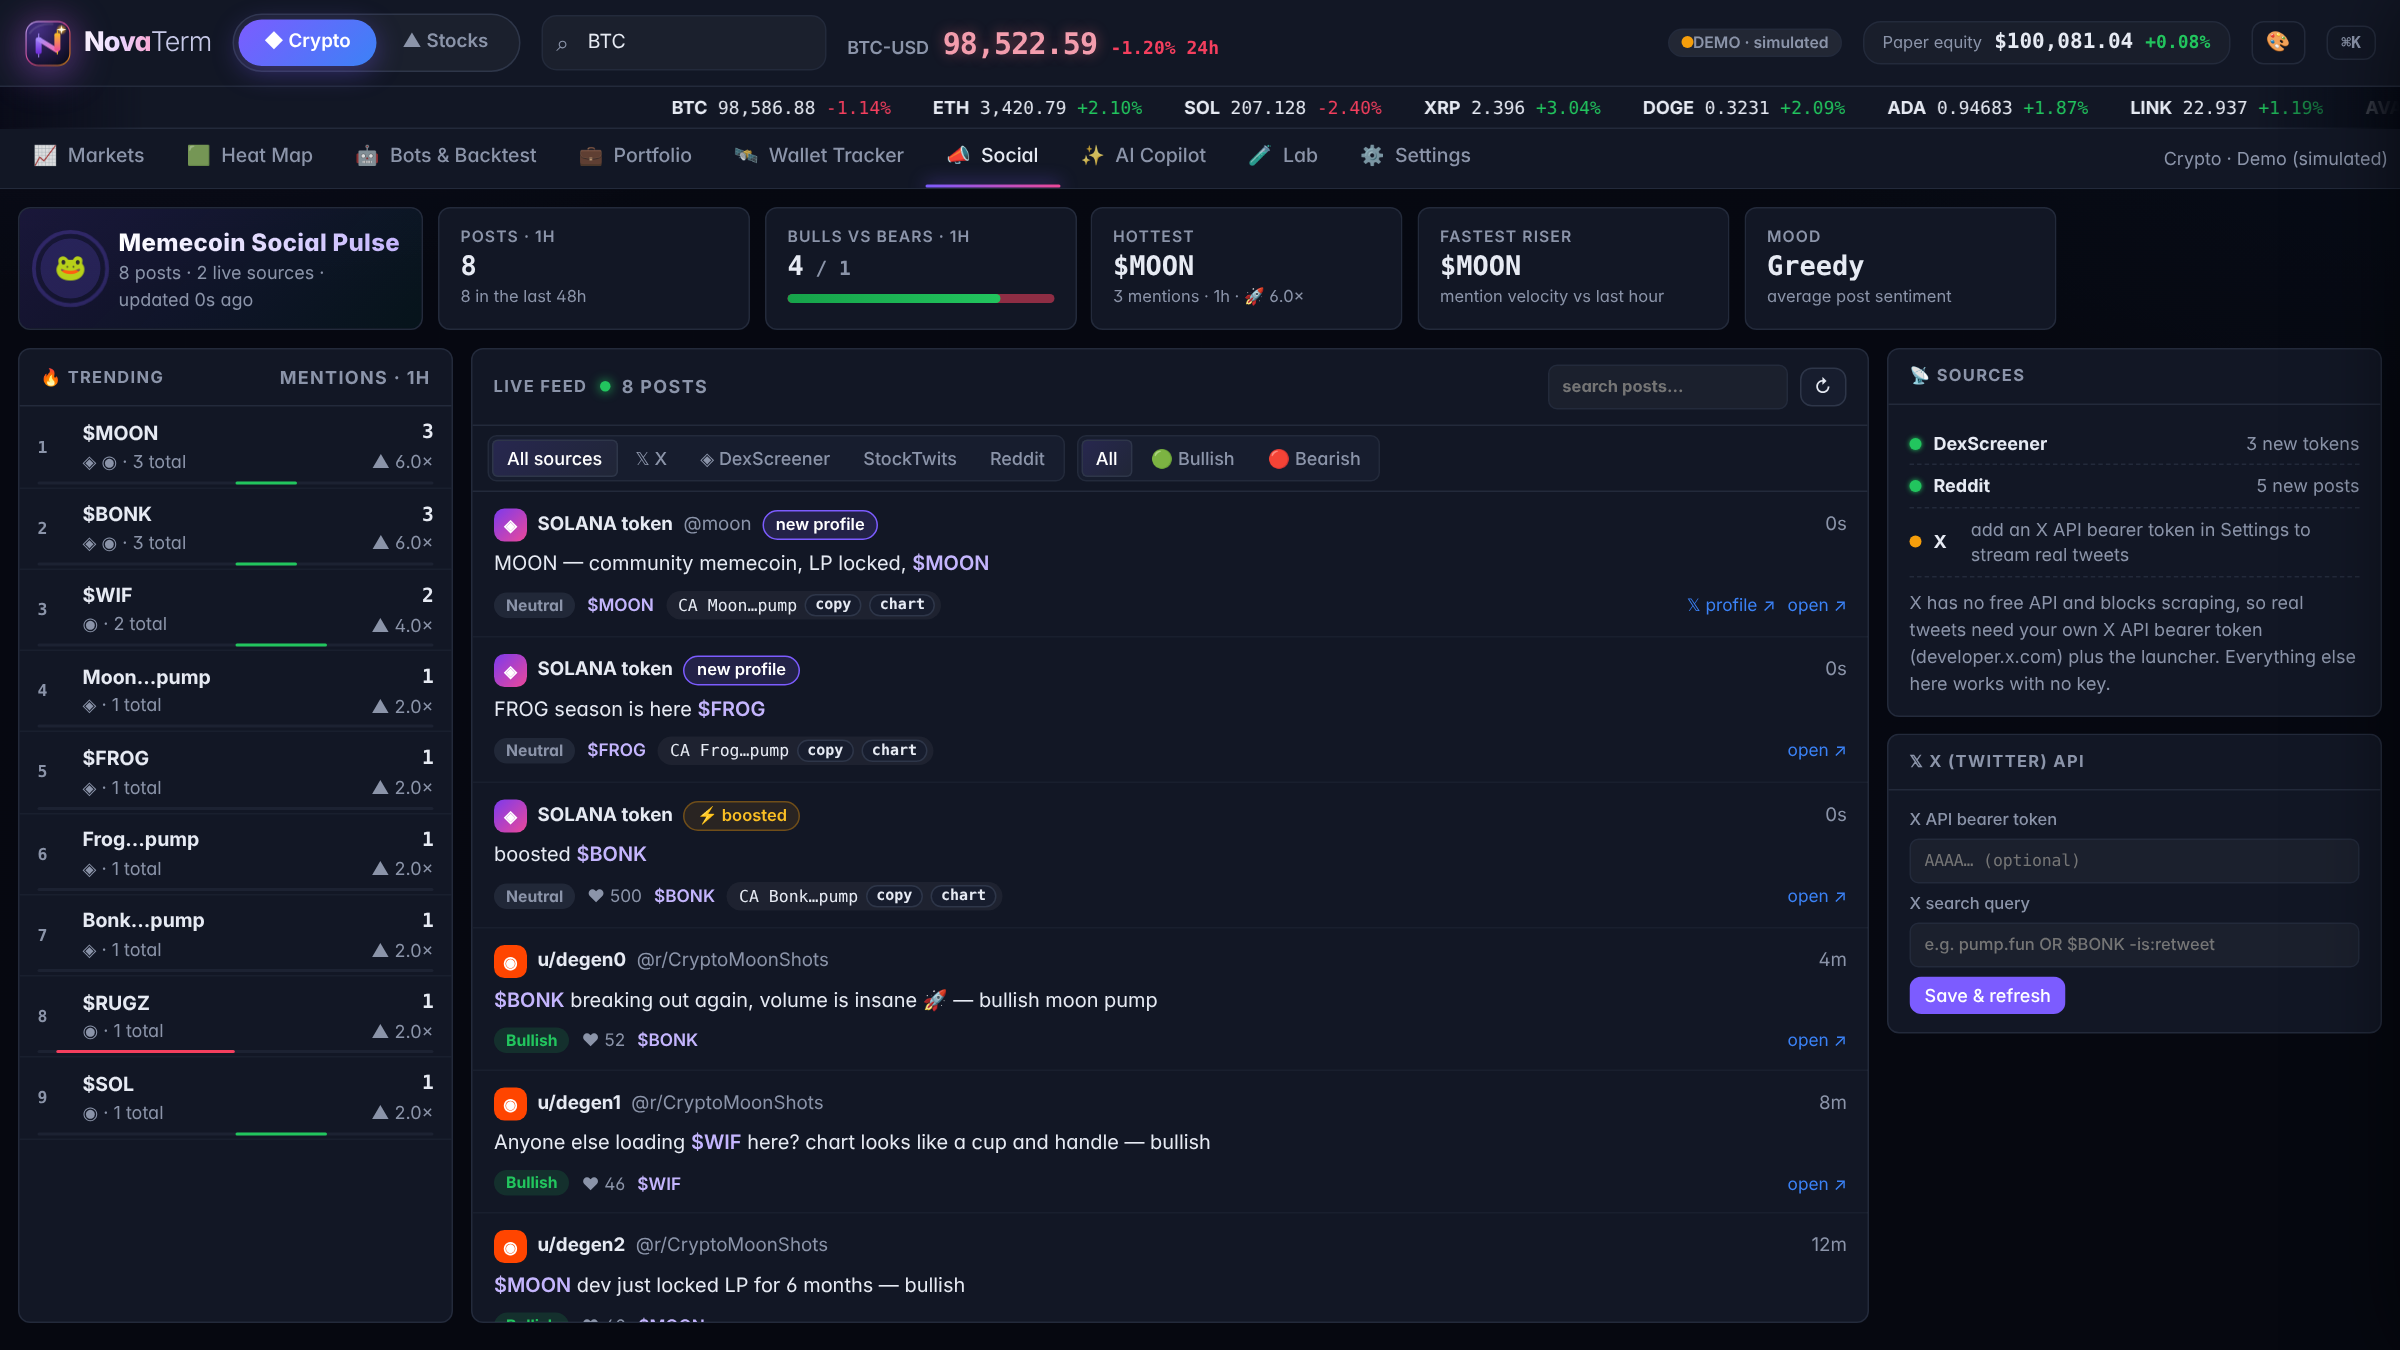 NovaTerm
◆ Crypto
▲ Stocks
BTC
BTC-USD 98,522.59 -1.20% 24h
DEMO · simulated
Paper equity $100,081.04 +0.08%
⌘K
BTC 98,586.88 -1.14%
ETH 3,420.79 +2.10%
SOL 207.128 -2.40%
XRP 2.396 +3.04%
DOGE 0.3231 +2.09%
ADA 0.94683 +1.87%
LINK 22.937 +1.19%
Markets
Heat Map
Bots & Backtest
Portfolio
Wallet Tracker
Social
AI Copilot
Lab
Settings
Crypto · Demo (simulated)
Memecoin Social Pulse
8 posts · 2 live sources ·
updated 0s ago
POSTS · 1H
8
8 in the last 48h
BULLS VS BEARS · 1H
4 / 1
HOTTEST
$MOON
3 mentions · 1h · 🚀 6.0×
FASTEST RISER
$MOON
mention velocity vs last hour
MOOD
Greedy
average post sentiment
🔥 TRENDING
MENTIONS · 1H
1
$MOON
3
◈ ◉ · 3 total
▲ 6.0×
2
$BONK
3
◈ ◉ · 3 total
▲ 6.0×
3
$WIF
2
◉ · 2 total
▲ 4.0×
4
Moon…pump
1
◈ · 1 total
▲ 2.0×
5
$FROG
1
◈ · 1 total
▲ 2.0×
6
Frog…pump
1
◈ · 1 total
▲ 2.0×
7
Bonk…pump
1
◈ · 1 total
▲ 2.0×
8
$RUGZ
1
◉ · 1 total
▲ 2.0×
9
$SOL
1
◉ · 1 total
▲ 2.0×
LIVE FEED 8 POSTS
search posts…
↻
All sources
𝕏 X
◈ DexScreener
StockTwits
Reddit
All
🟢 Bullish
🔴 Bearish
SOLANA token @moon new profile
0s
MOON — community memecoin, LP locked, $MOON
Neutral $MOON CA Moon…pump copy chart
𝕏 profile ↗ open ↗
SOLANA token new profile
0s
FROG season is here $FROG
Neutral $FROG CA Frog…pump copy chart
open ↗
SOLANA token ⚡ boosted
0s
boosted $BONK
Neutral ♥ 500 $BONK CA Bonk…pump copy chart
open ↗
u/degen0 @r/CryptoMoonShots
4m
$BONK breaking out again, volume is insane 🚀 — bullish moon pump
Bullish ♥ 52 $BONK
open ↗
u/degen1 @r/CryptoMoonShots
8m
Anyone else loading $WIF here? chart looks like a cup and handle — bullish
Bullish ♥ 46 $WIF
open ↗
u/degen2 @r/CryptoMoonShots
12m
$MOON dev just locked LP for 6 months — bullish
📡 SOURCES
DexScreener
3 new tokens
Reddit
5 new posts
X
add an X API bearer token in Settings to
stream real tweets
X has no free API and blocks scraping, so real
tweets need your own X API bearer token
(developer.x.com) plus the launcher. Everything else
here works with no key.
𝕏 X (TWITTER) API
X API bearer token
AAAA… (optional)
X search query
e.g. pump.fun OR $BONK -is:retweet
Save & refresh